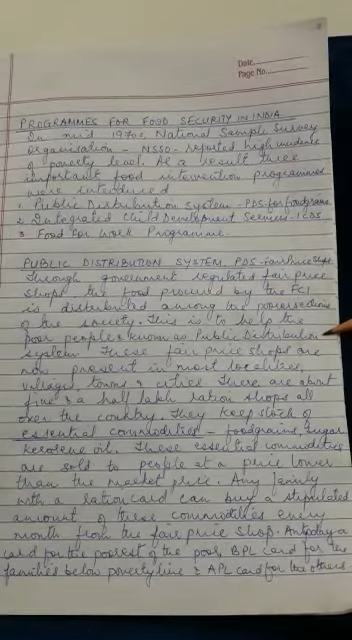 Date
Page No.
PROGRAMMES FOR FOOD SECURITY IN INDIA
In mid 1970s, National Sample Survey
Organisation - NSSO - reported high incidence
of poverty level. As a result three
important food intervention programmes
were introduced
1. Public Distribution System - PDS for foodgrains
2 Integrated Child Development Services - ICDS
3 Food for Work Programme.
PUBLIC DISTRIBUTION SYSTEM PDS - Fair Price Shops
Through government regulated fair price
shops the food procured by the FCI
is distributed among the poor sections
of the society. This is to help the
poor people & known as Public Distribution
system These fair price shops are
now present in most localities,
villages, towns & cities There are about
five & a half lakh ration shops all
over the country. They keep stock of
essential commodities - foodgrains, sugar
kerosene oil. These essential commodities
are sold to people at a price lower
than the market price. Any family
with a ration card can buy a stipulated
amount of these commodities every
month from the fair price shop. Antyodaya
card for the poorest of the poor, BPL card for the
families below poverty line & APL card for the others